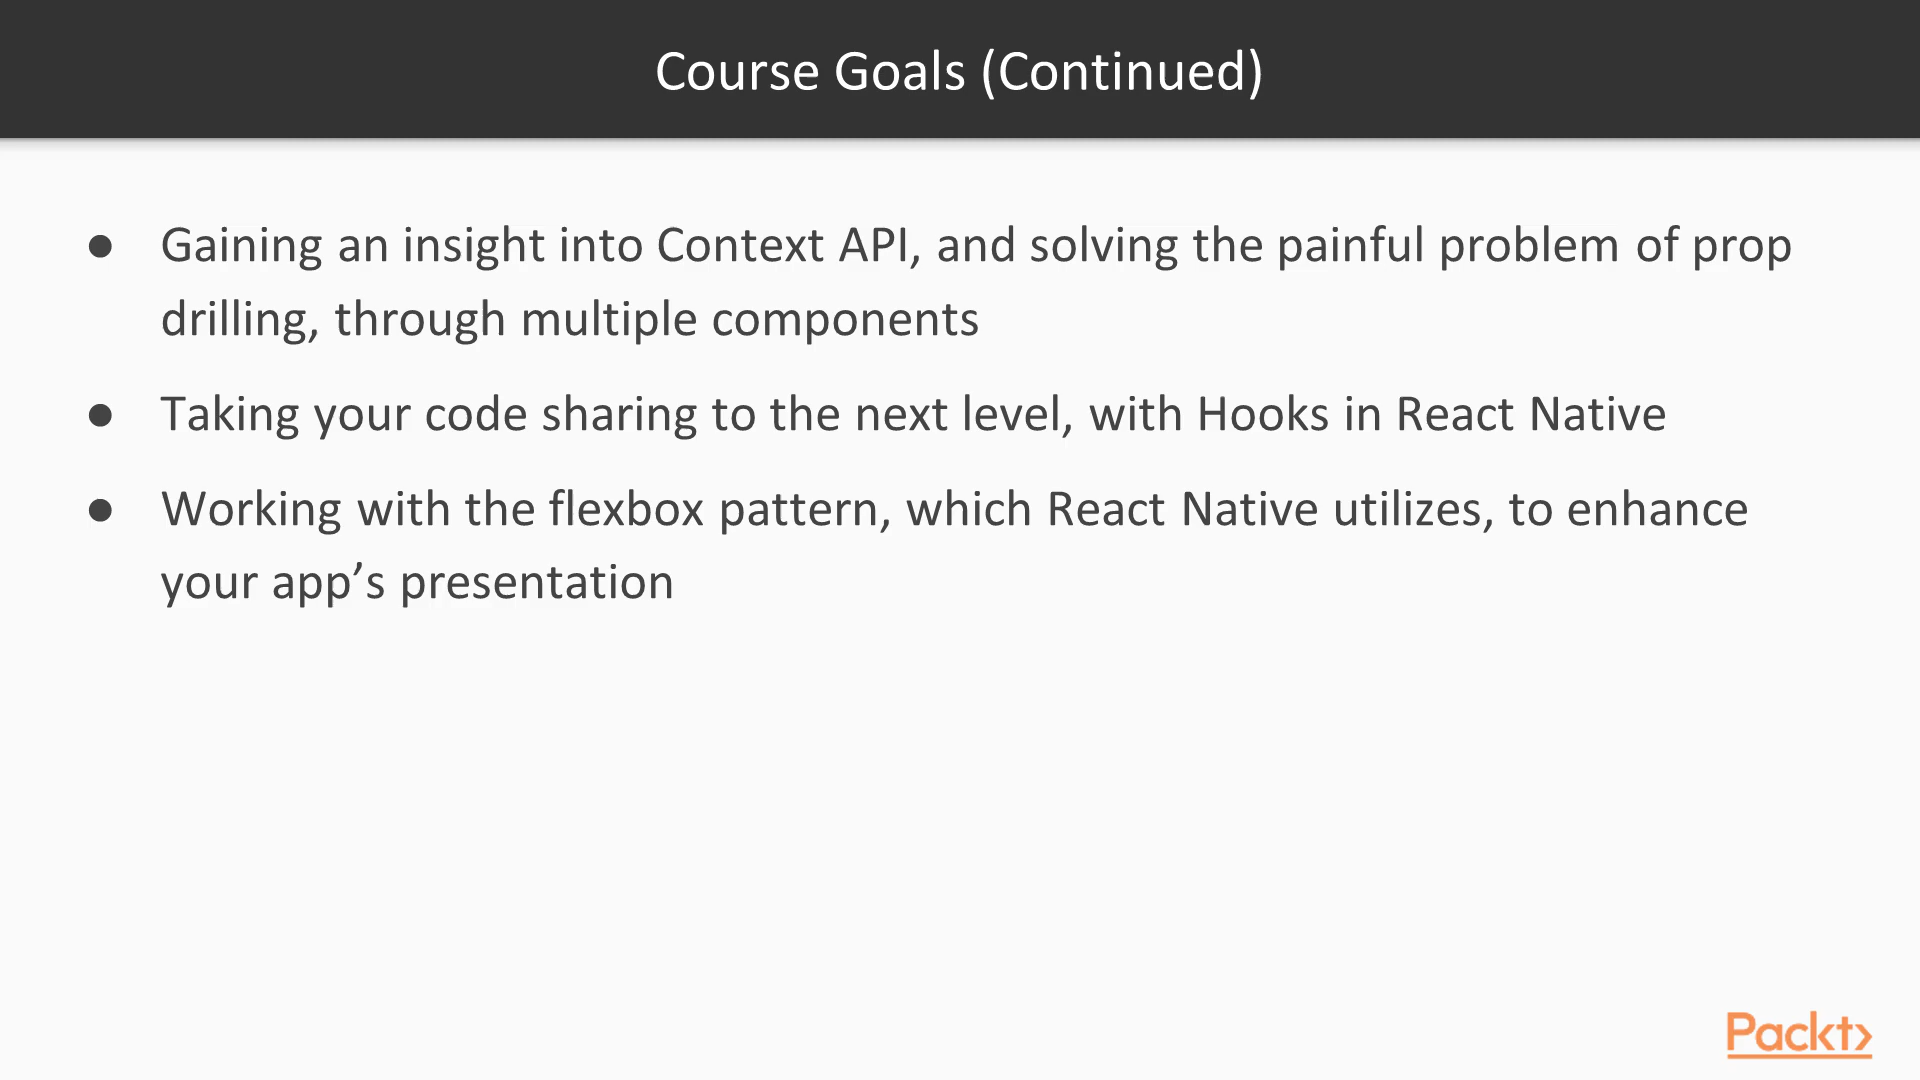 Course Goals (Continued)
● Gaining an insight into Context API, and solving the painful problem of prop
drilling, through multiple components
● Taking your code sharing to the next level, with Hooks in React Native
● Working with the flexbox pattern, which React Native utilizes, to enhance
your app’s presentation
Packt>